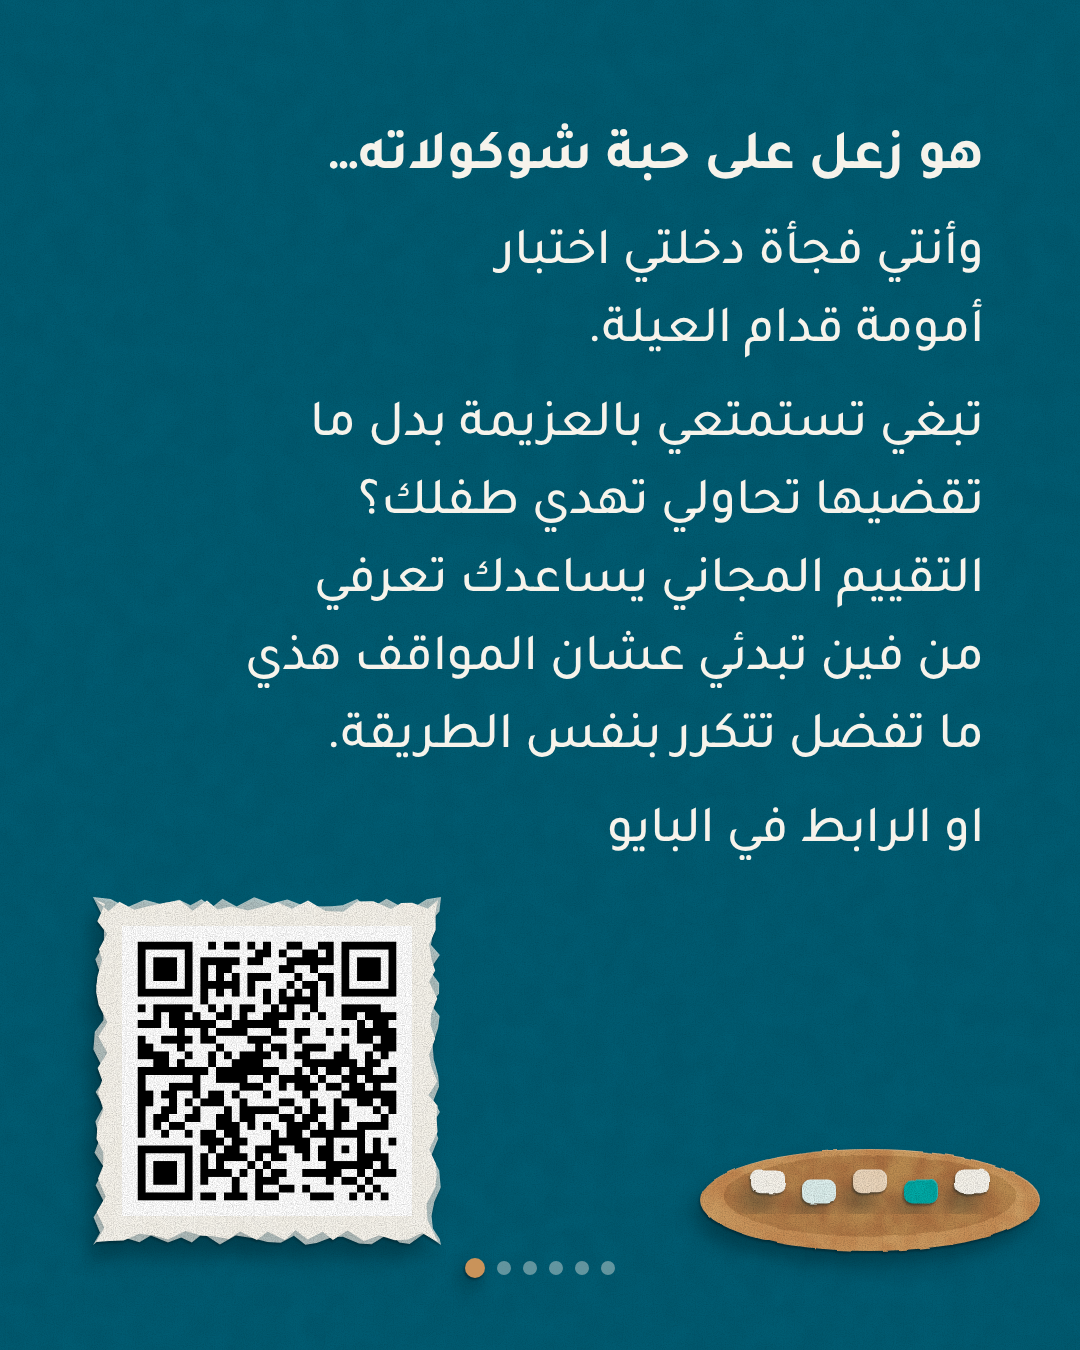 هو زعل على حبة شوكولاته...
وأنتي فجأة دخلتي اختبار
أمومة قدام العيلة.
تبغي تستمتعي بالعزيمة بدل ما
تقضيها تحاولي تهدي طفلك؟
التقييم المجاني يساعدك تعرفي
من فين تبدئي عشان المواقف هذي
ما تفضل تتكرر بنفس الطريقة.
او الرابط في البايو